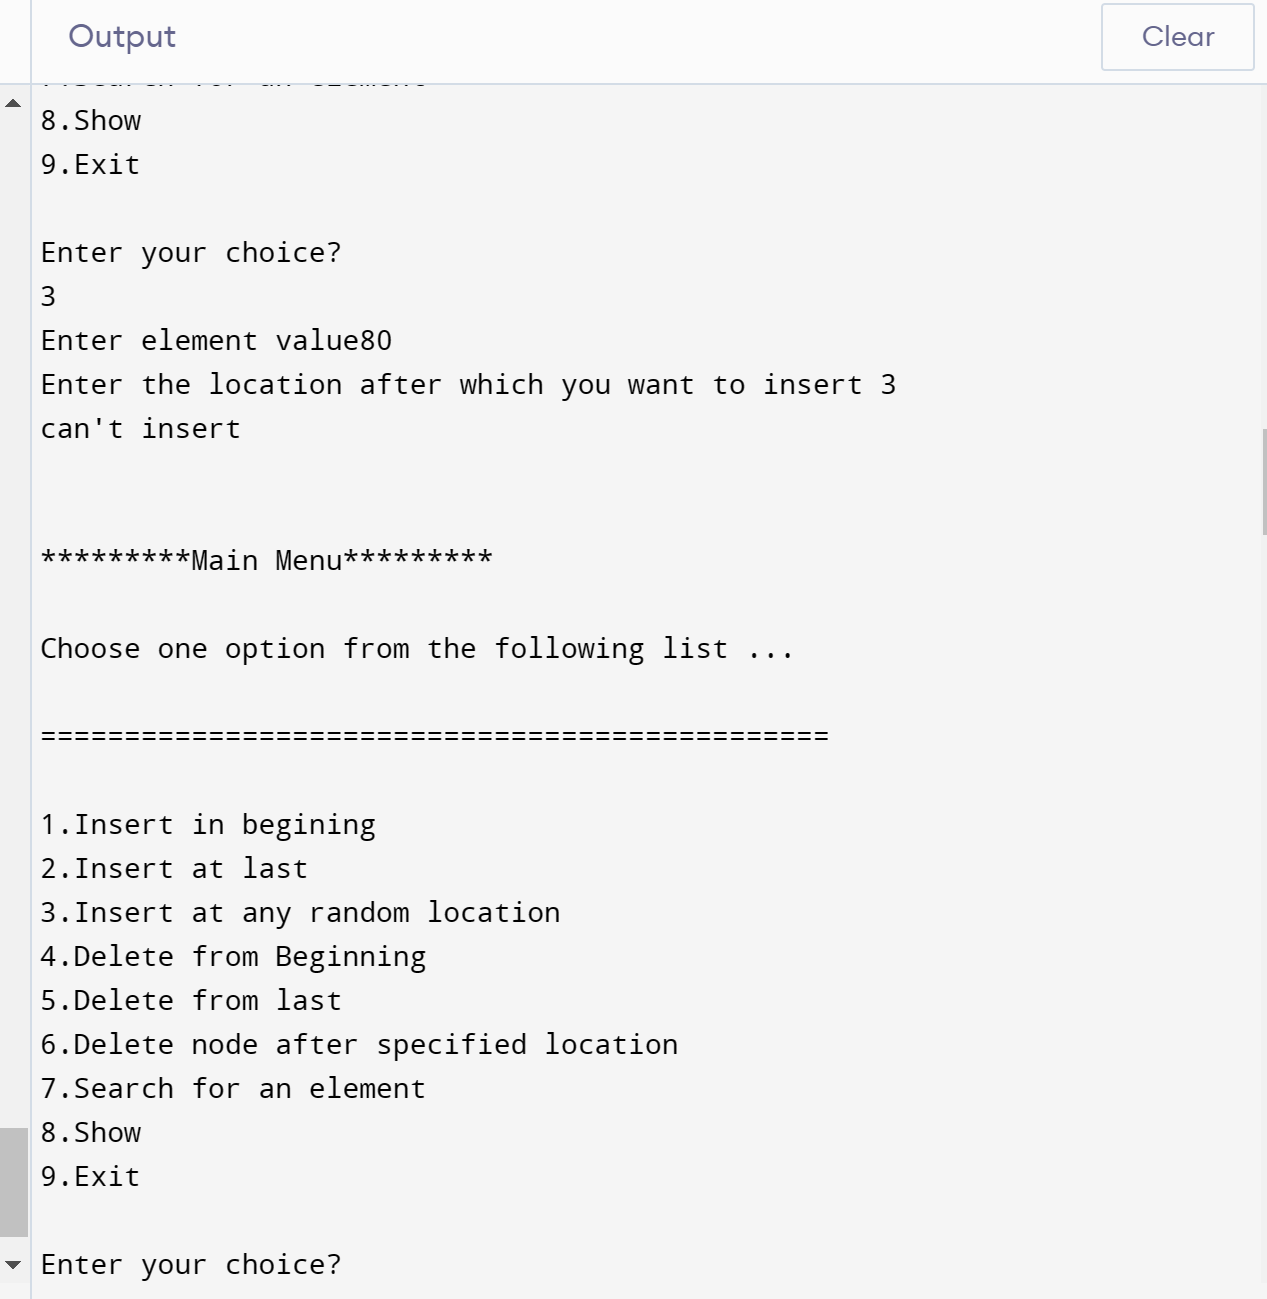 Output
Clear
8.Show
9.Exit
Enter your choice?
3
Enter element value80
Enter the location after which you want to insert 3
can't insert
*********Main Menu*********
Choose one option from the following list ...
===============================================
1.Insert in begining
2.Insert at last
3.Insert at any random location
4.Delete from Beginning
5.Delete from last
6.Delete node after specified location
7.Search for an element
8.Show
9.Exit
Enter your choice?